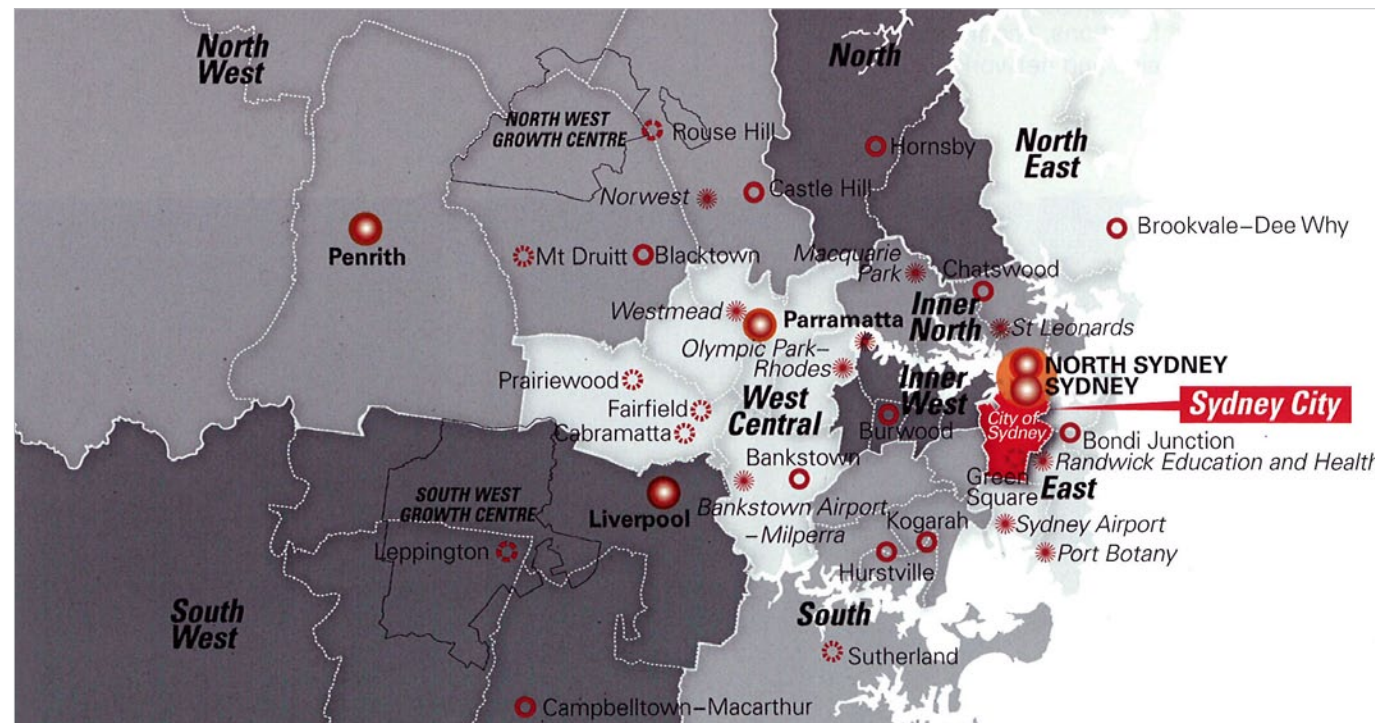 North
West
North
NORTH WEST
GROWTH CENTRE
Rouse Hill
Hornsby
North
East
Norwest
Castle Hill
Brookvale–Dee Why
Penrith
Mt Druitt
Blacktown
Macquarie
Park
Chatswood
Westmead
Parramatta
Inner
North
St Leonards
Olympic Park–
Rhodes
NORTH SYDNEY
SYDNEY
Prairiewood
Fairfield
Cabramatta
West
Central
Inner
West
Burwood
City of
Sydney
Sydney City
Bondi Junction
Bankstown
Randwick Education and Health
Green
Square
East
SOUTH WEST
GROWTH CENTRE
Liverpool
Bankstown Airport
–Milperra
Kogarah
Sydney Airport
Leppington
Hurstville
Port Botany
South
West
South
Sutherland
Campbelltown–Macarthur